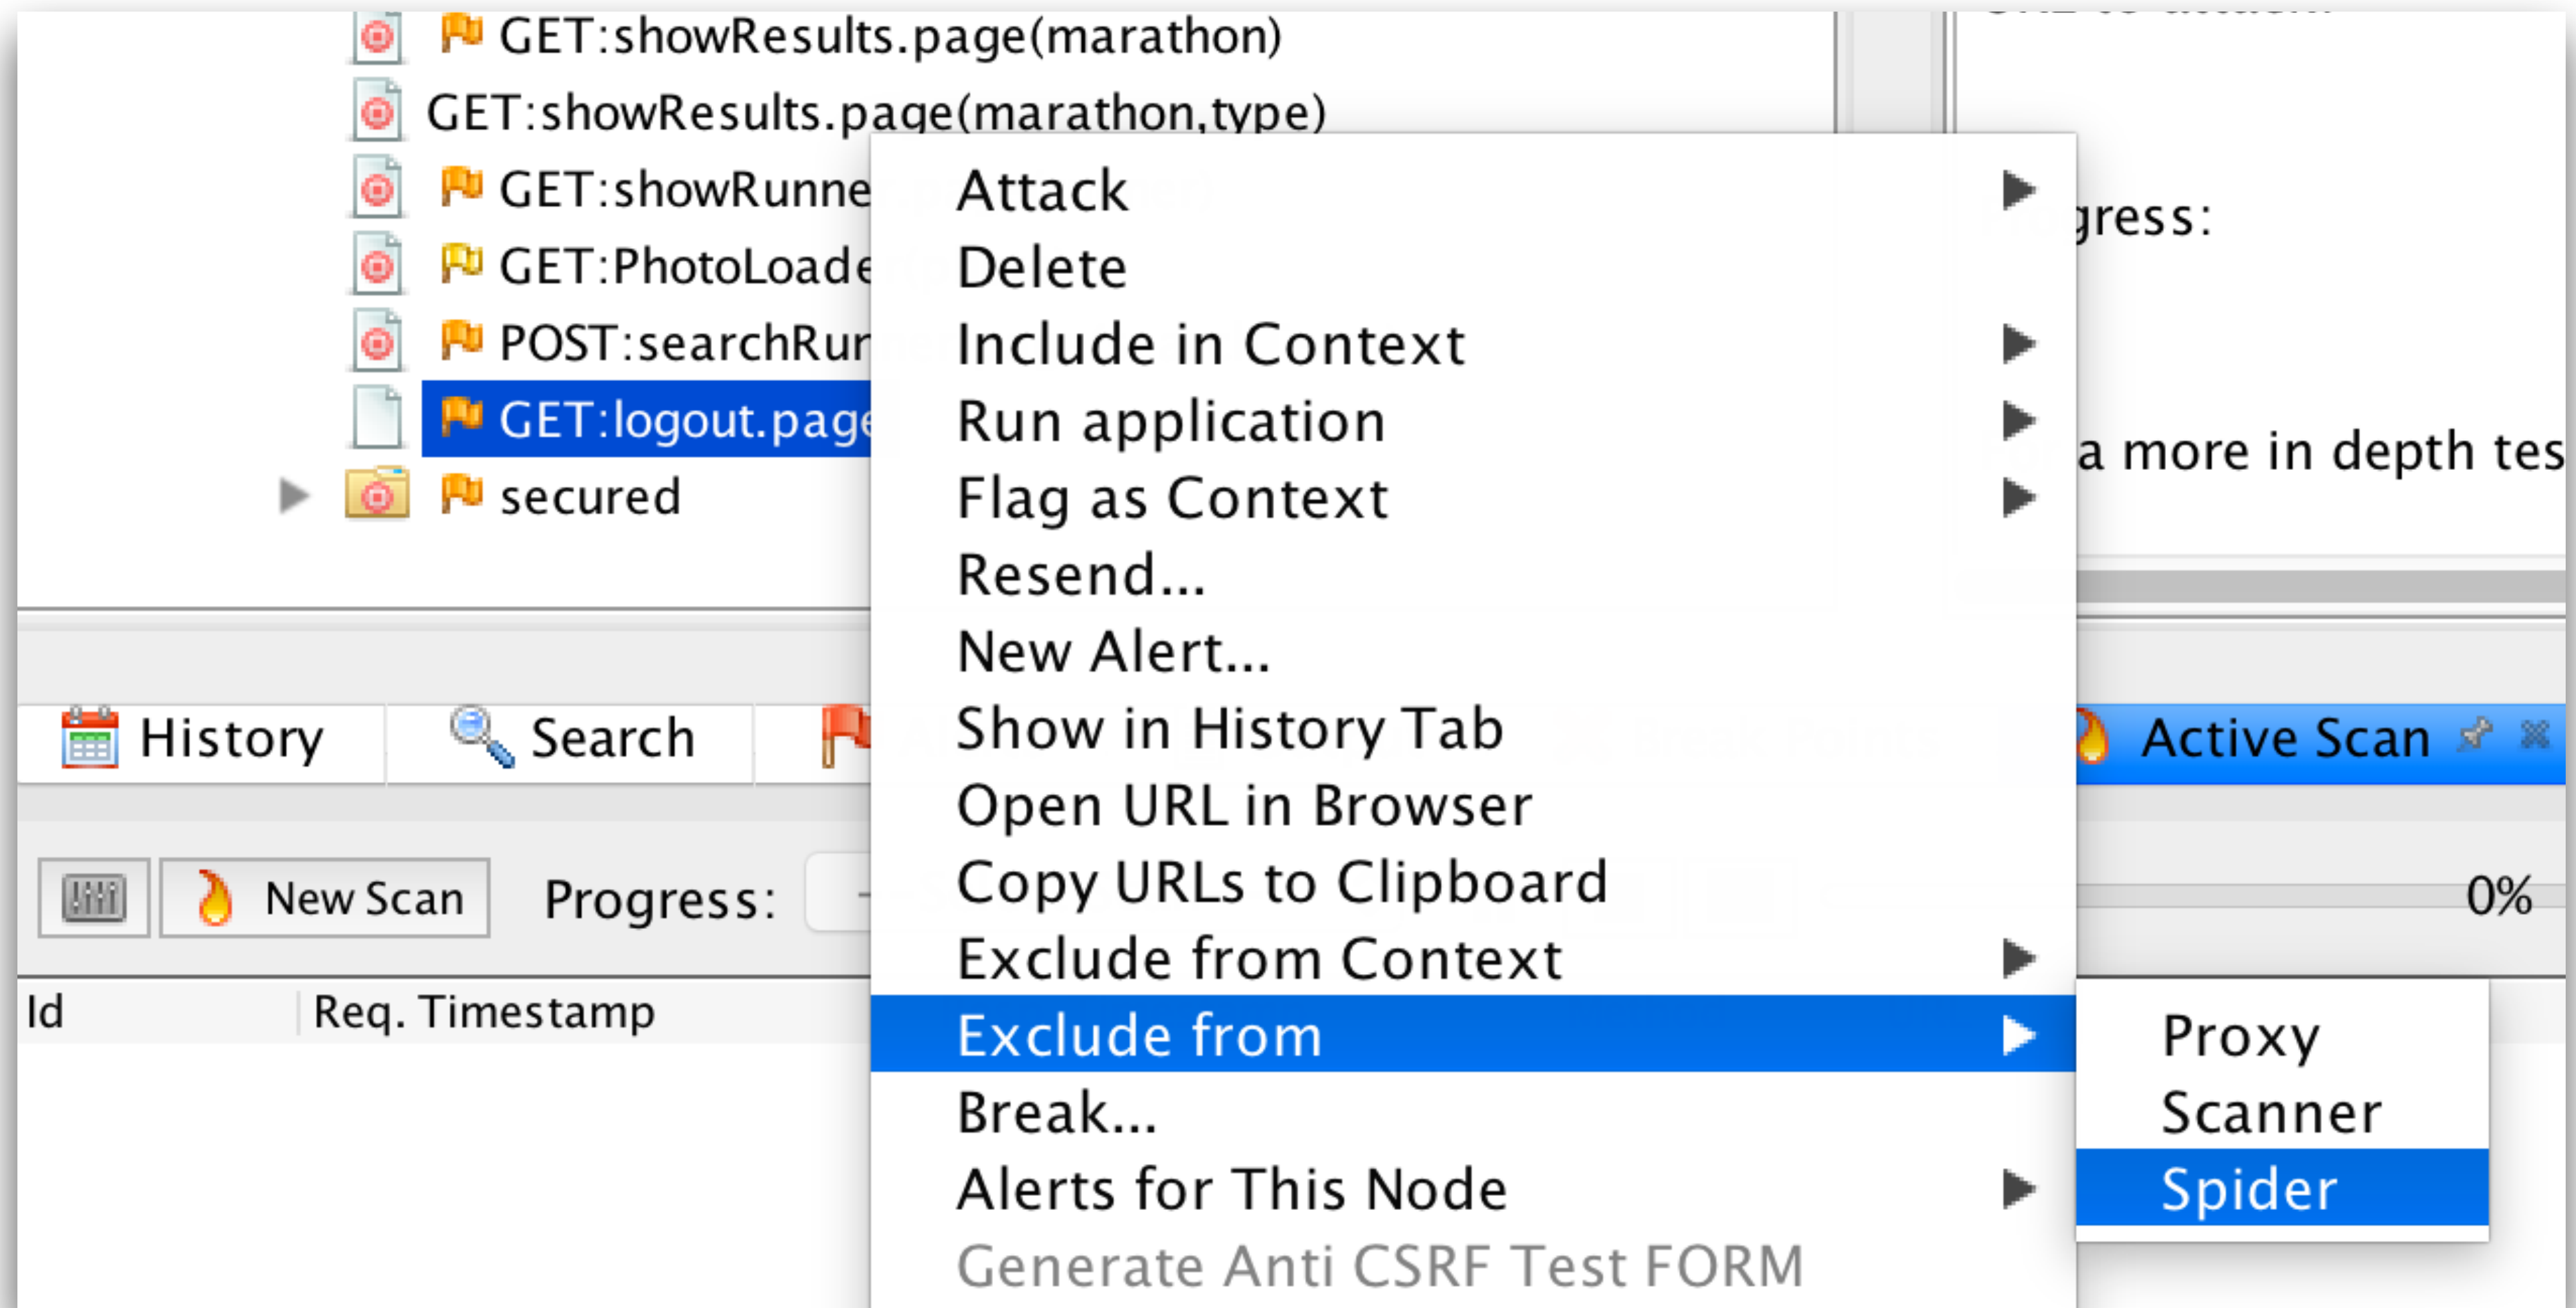 GET:showResults.page(marathon)
GET:showResults.page(marathon,type)
GET:showRunne
GET:PhotoLoade
POST:searchRun
GET:logout.page
secured
Attack
Delete
Include in Context
Run application
Flag as Context
Resend...
New Alert...
Show in History Tab
Open URL in Browser
Copy URLs to Clipboard
Exclude from Context
Exclude from
Break...
Alerts for This Node
Generate Anti CSRF Test FORM
Proxy
Scanner
Spider
gress:
a more in depth tes
History
Search
Active Scan
New Scan
Progress:
0%
Id
Req. Timestamp